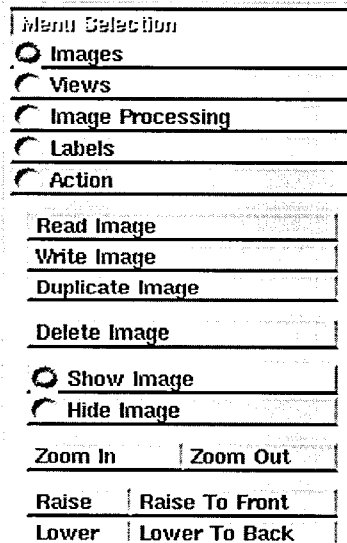 Menu Selection
Images
Views
Image Processing
Labels
Action
Read Image
Write Image
Duplicate Image
Delete Image
Show Image
Hide Image
Zoom In Zoom Out
Raise Raise To Front
Lower Lower To Back